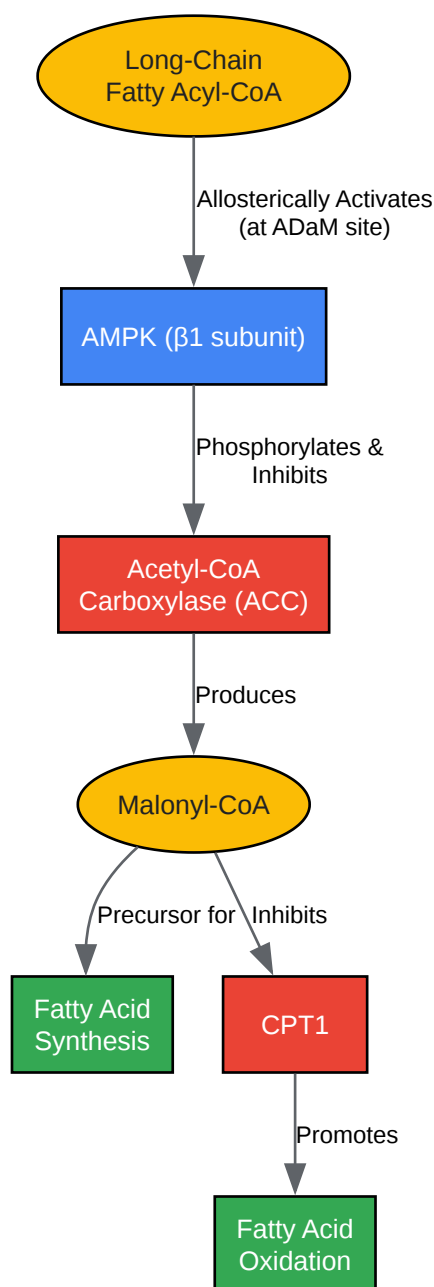 Long-Chain
Fatty Acyl-CoA
Allosterically Activates
(at ADaM site)
AMPK (β1 subunit)
Phosphorylates &
Inhibits
Acetyl-CoA
Carboxylase (ACC)
Produces
Malonyl-CoA
Precursor for
Inhibits
Fatty Acid
Synthesis
CPT1
Promotes
Fatty Acid
Oxidation